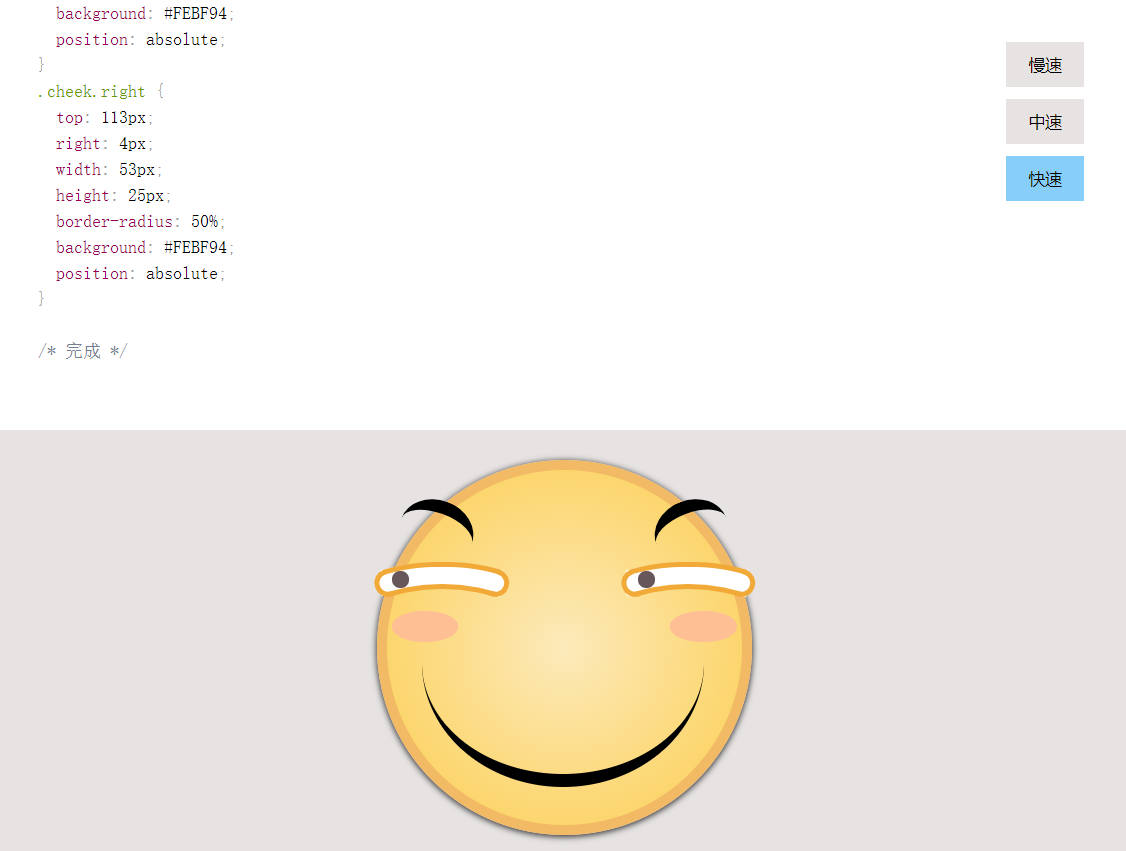 background: #FEBF94;
position: absolute;
}
.cheek.right {
top: 113px;
right: 4px;
width: 53px;
height: 25px;
border-radius: 50%;
background: #FEBF94;
position: absolute;
}
/* 完成 */
慢速
中速
快速